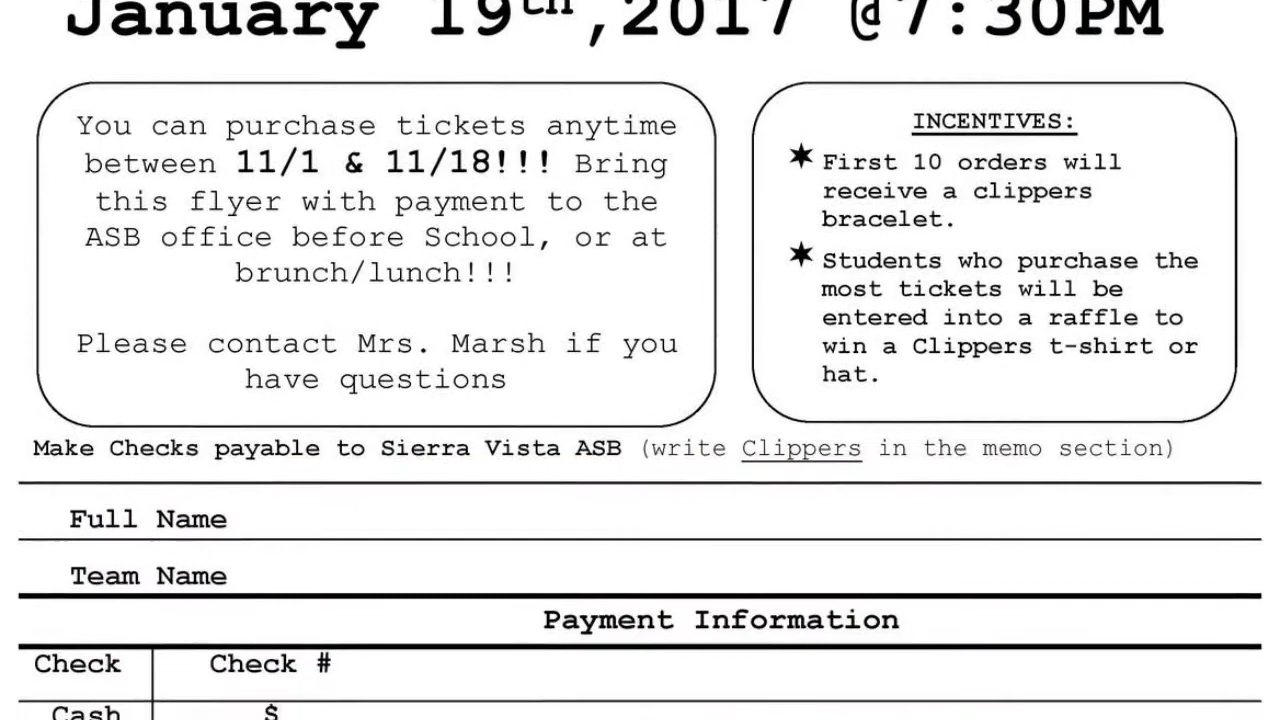 January 19th,2017 @7:30PM
You can purchase tickets anytime
between 11/1 & 11/18!!! Bring
this flyer with payment to the
ASB office before School, or at
brunch/lunch!!!
Please contact Mrs. Marsh if you
have questions
INCENTIVES:
✶ First 10 orders will
receive a clippers
bracelet.
✶ Students who purchase the
most tickets will be
entered into a raffle to
win a Clippers t-shirt or
hat.
Make Checks payable to Sierra Vista ASB (write Clippers in the memo section)
Full Name
Team Name
Payment Information
Check Check #
Cash $